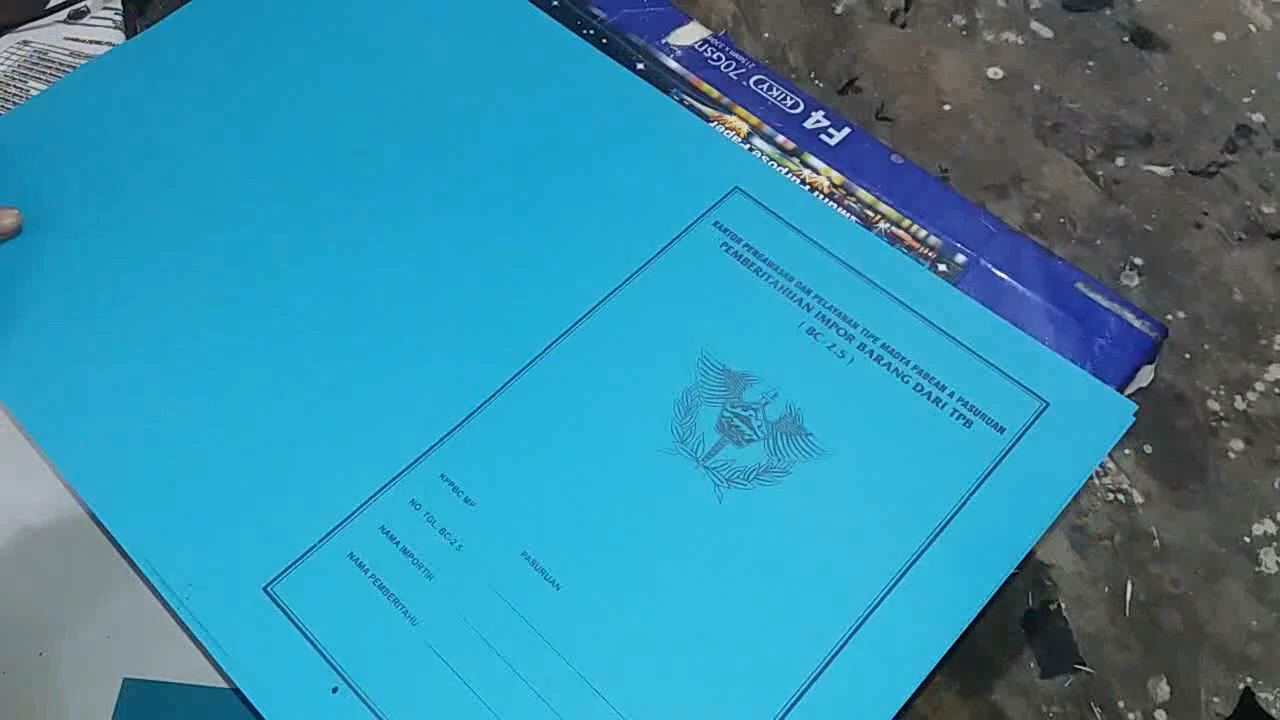 KANTOR PENGAWASAN DAN PELAYANAN TIPE MADYA PABEAN A PASURUAN
PEMBERITAHUAN IMPOR BARANG DARI TPB
( BC-2.5 )
KPPBC MP
PASURUAN
NO. TGL. BC-2.5
NAMA IMPORTIR
NAMA PEMBERITAHU
F4 KIKY 70GSM